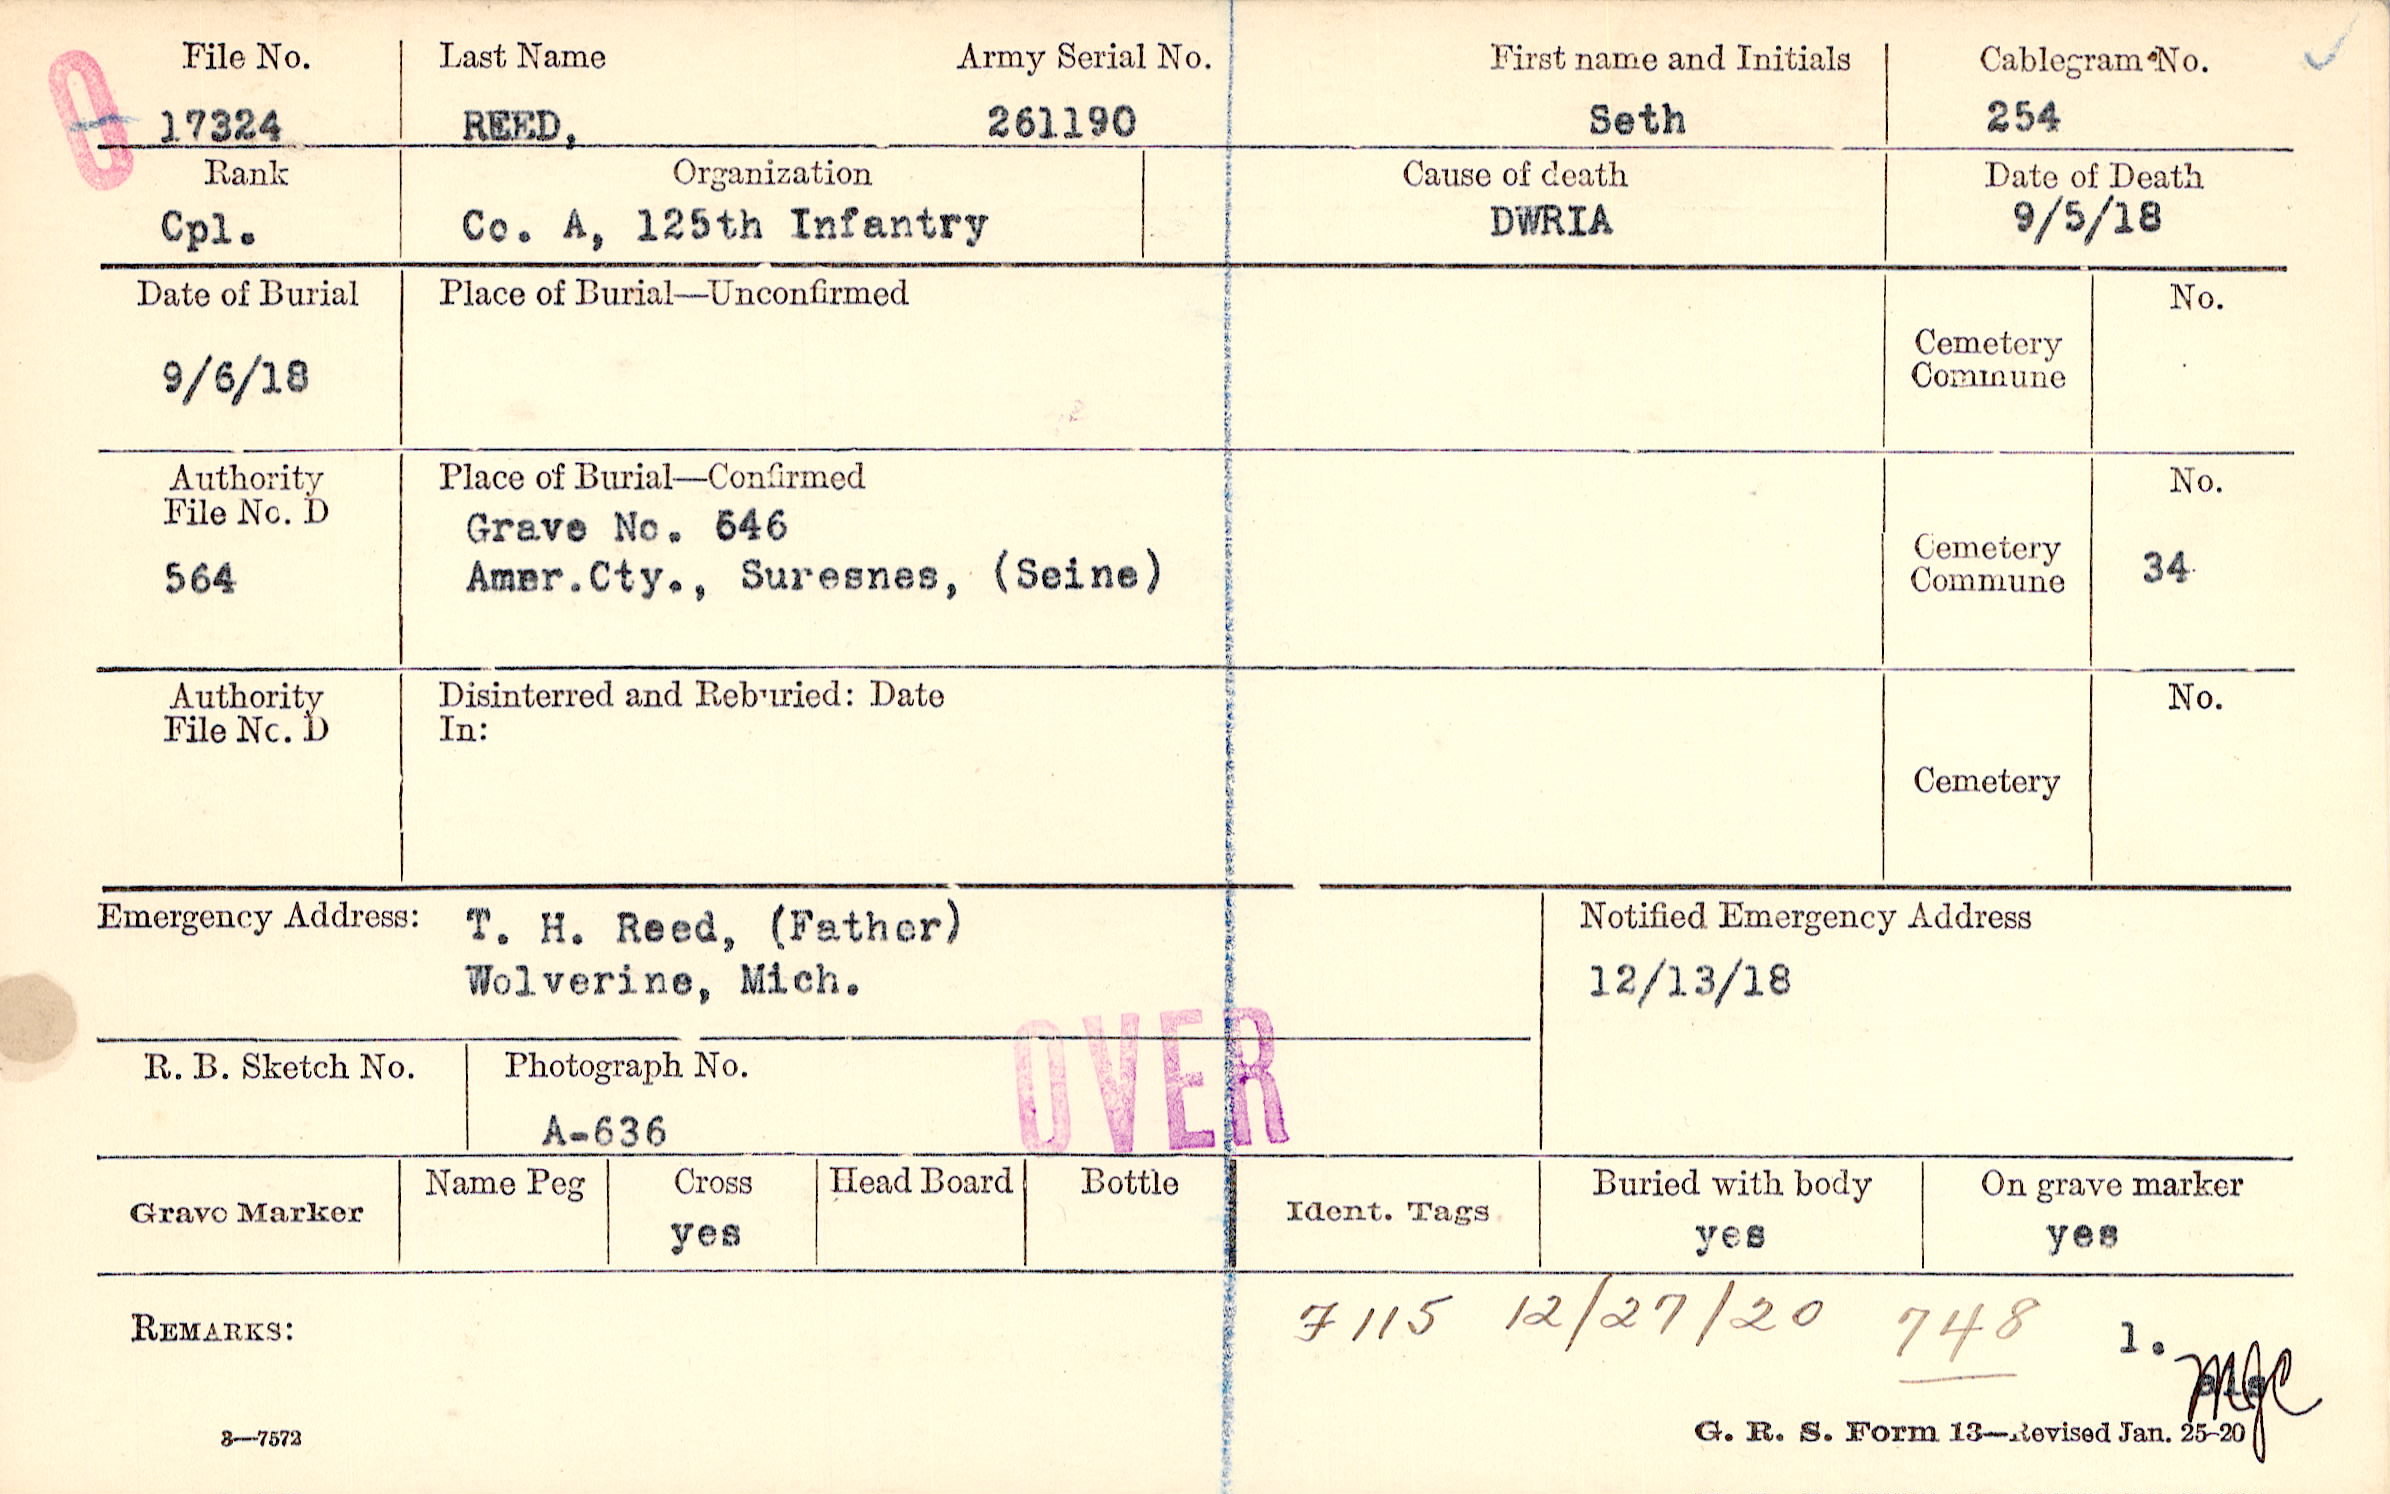 File No. Last Name Army Serial No. First name and Initials Cablegram No.
17324 REED, 261190 Seth 254
Rank Organization Cause of death Date of Death
Cpl. Co. A, 125th Infantry DWRIA 9/5/18
Date of Burial Place of Burial—Unconfirmed No.
9/6/18
Cemetery
Commune
Authority Place of Burial—Confirmed No.
File No. D
Grave No. 646
564 Amer.Cty., Suresnes, (Seine)
Cemetery
Commune 34
Authority Disinterred and Reburied: Date No.
File No. D In:
Cemetery
Emergency Address: T. H. Reed, (Father) Notified Emergency Address
Wolverine, Mich. 12/13/18
OVER
R. B. Sketch No. Photograph No.
A-636
Grave Marker Name Peg Cross Head Board Bottle Ident. Tags Buried with body On grave marker
yes yes yes
REMARKS: 7115 12/27/20 748 1.
MJC
3—7572 G. R. S. Form 13—Revised Jan. 25-20